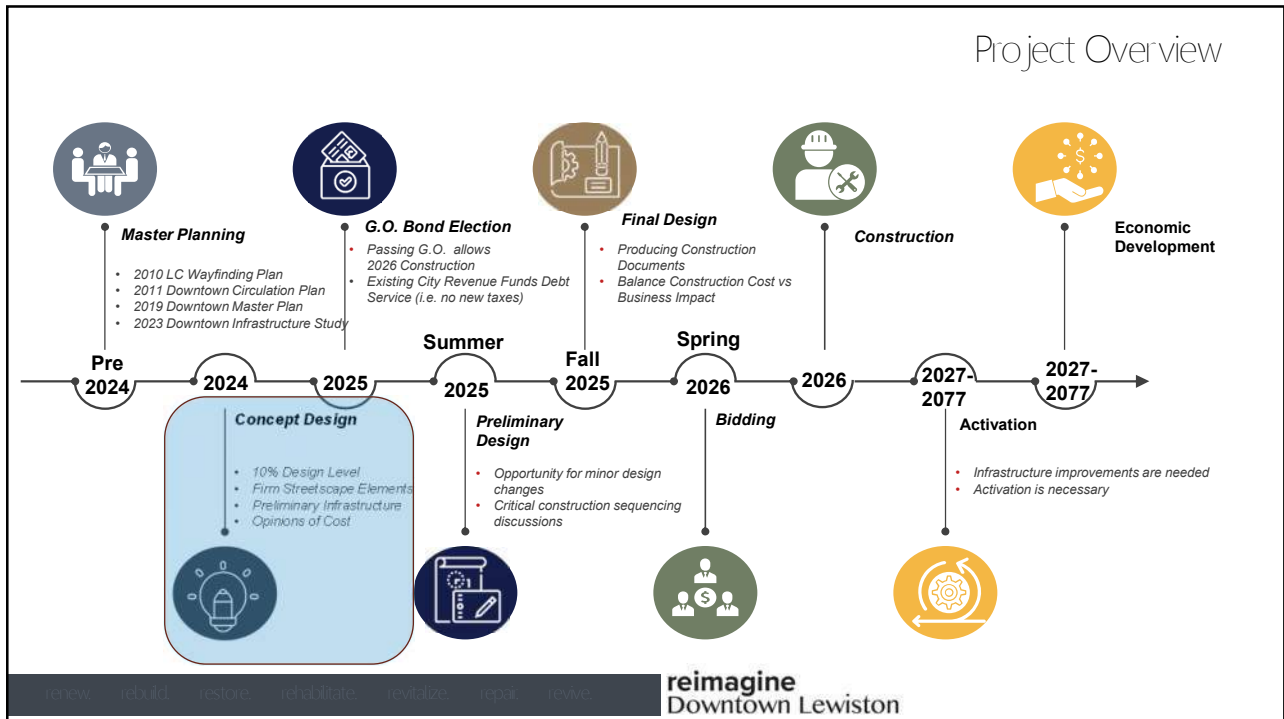 Project Overview
Master Planning
• 2010 LC Wayfinding Plan
• 2011 Downtown Circulation Plan
• 2019 Downtown Master Plan
• 2023 Downtown Infrastructure Study
G.O. Bond Election
• Passing G.O. allows
2026 Construction
• Existing City Revenue Funds Debt
Service (i.e. no new taxes)
Final Design
• Producing Construction
Documents
• Balance Construction Cost vs
Business Impact
Construction
Economic
Development
Pre
2024
2024
2025
Summer
2025
Fall
2025
Spring
2026
2026
2027-
2077
2027-
2077
Concept Design
• 10% Design Level
• Firm Streetscape Elements
• Preliminary Infrastructure
• Opinions of Cost
Preliminary
Design
• Opportunity for minor design
changes
• Critical construction sequencing
discussions
Bidding
Activation
• Infrastructure improvements are needed
• Activation is necessary
renew. rebuild. restore. rehabilitate. revitalize. repair. revive.
reimagine
Downtown Lewiston